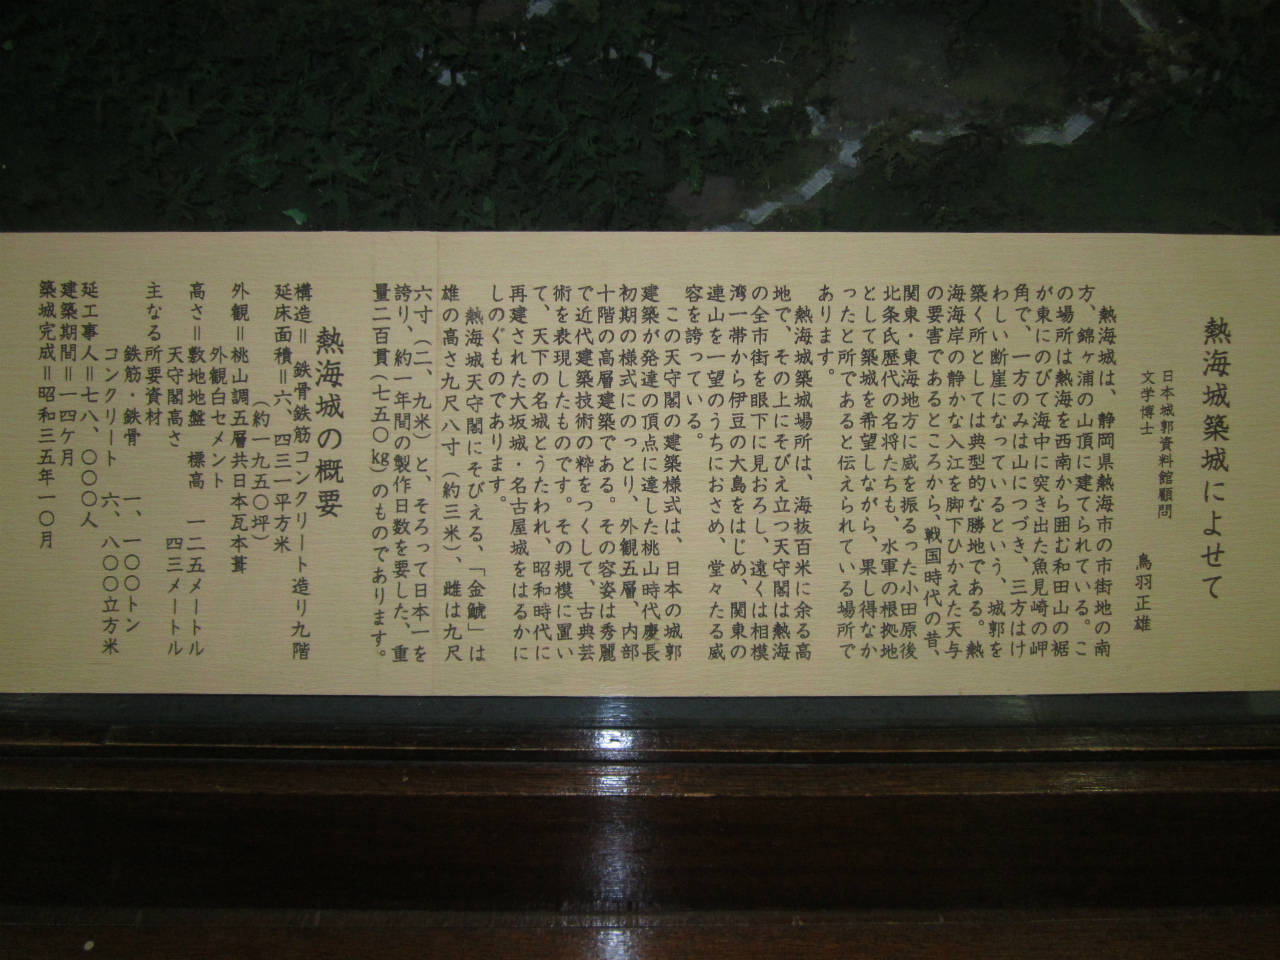 熱海城築城によせて
日本城郭資料館顧問
文学博士　鳥羽正雄
熱海城は、静岡県熱海市の市街地の南
方、錦ヶ浦の山頂に建てられている。こ
の場所は熱海を西南から囲む和田山の裾
が東にのびて海中に突き出た魚見崎の岬
角で、一方のみは山につづき、三方はけ
わしい断崖になっているという、城郭を
築く所としては典型的な勝地である。熱
海海岸の静かな入江を脚下ひかえた天与
の要害であるところから、戦国時代の昔、
関東・東海地方に威を振るった小田原後
北条氏歴代の名将たちも、水軍の根拠地
として築城を希望しながら、果し得なか
ったと所であると伝えられている場所で
あります。
熱海城築城場所は、海抜百米に余る高
地で、その上にそびえ立つ天守閣は熱海
の全市街を眼下に見おろし、遠くは相模
湾一帯から伊豆の大島をはじめ、関東の
連山を一望のうちにおさめ、堂々たる威
容を誇っている。
この天守閣の建築様式は、日本の城郭
建築が発達の頂点に達した桃山時代慶長
初期の様式にのっとり、外観五層、内部
十階の高層建築である。その容姿は秀麗
で近代建築技術の粋をつくして、古典芸
術を表現したものです。その規模に置い
て、天下の名城とうたわれ、昭和時代に
再建された大坂城・名古屋城をはるかに
しのぐものであります。
熱海城天守閣にそびえる、「金鯱」は
雄の高さ九尺八寸（約三米）、雌は九尺
六寸（二、九米）と、そろって日本一を
誇り、約一年間の製作日数を要した、重
量二百貫（七五〇kg）のものであります。
熱海城の概要
構造＝鉄骨鉄筋コンクリート造り九階
延床面積＝六、四三一平方米
（約一九五〇坪）
外観＝桃山調五層共日本瓦本葺
外観白セメント
高さ＝敷地地盤　標高　一二五メートル
天守閣高さ　四三メートル
主なる所要資材
鉄筋・鉄骨　一、一〇〇トン
コンクリート　六、八〇〇立方米
延工事人＝七八、〇〇〇人
建築期間＝一四ケ月
築城完成＝昭和三五年一〇月